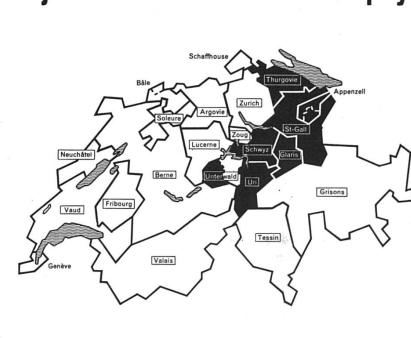 Schaffhouse
Thurgovie
Bâle
Appenzell
Zurich
Argovie
Soleure
St-Gall
Zoug
Lucerne
Schwyz
Glaris
Neuchâtel
Berne
Unterwald
Uri
Grisons
Fribourg
Vaud
Tessin
Valais
Genève